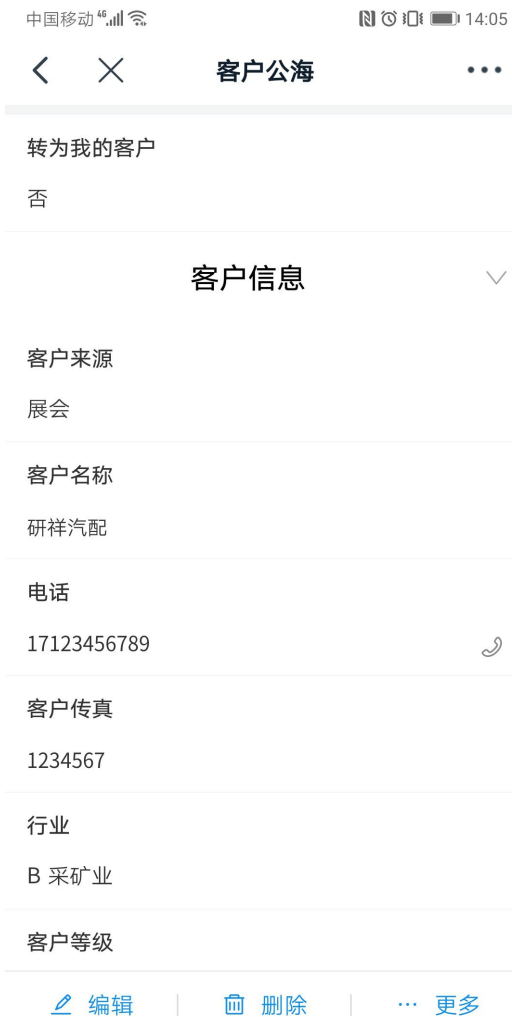 中国移动 4G 14:05
客户公海
转为我的客户
否
客户信息
客户来源
展会
客户名称
研祥汽配
电话
17123456789
客户传真
1234567
行业
B 采矿业
客户等级
编辑 删除 更多